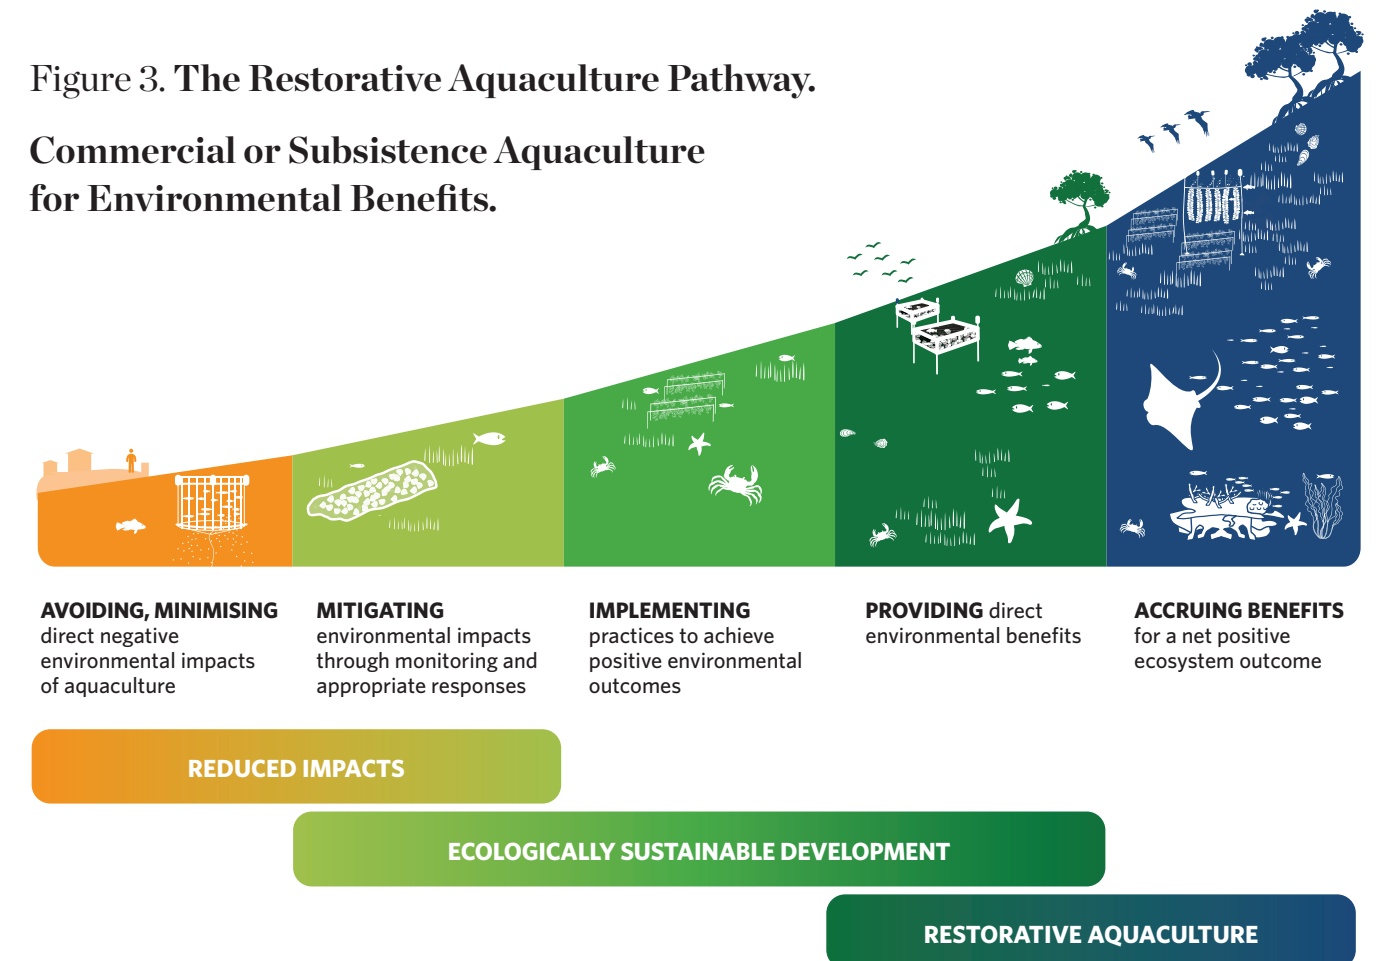 Figure 3. The Restorative Aquaculture Pathway.
Commercial or Subsistence Aquaculture
for Environmental Benefits.
AVOIDING, MINIMISING
direct negative
environmental impacts
of aquaculture
MITIGATING
environmental impacts
through monitoring and
appropriate responses
IMPLEMENTING
practices to achieve
positive environmental
outcomes
PROVIDING direct
environmental benefits
ACCRUING BENEFITS
for a net positive
ecosystem outcome
REDUCED IMPACTS
ECOLOGICALLY SUSTAINABLE DEVELOPMENT
RESTORATIVE AQUACULTURE